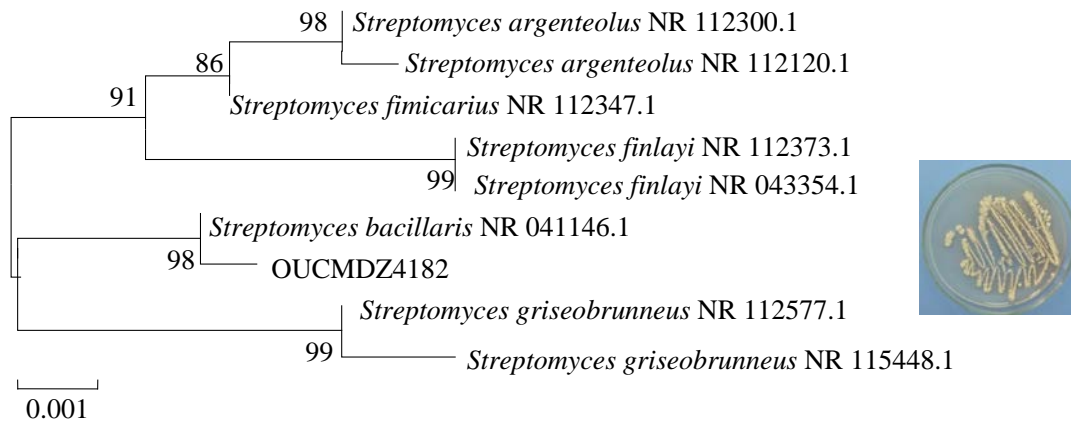 98 Streptomyces argenteolus NR 112300.1
86 Streptomyces argenteolus NR 112120.1
91 Streptomyces fimicarius NR 112347.1
Streptomyces finlayi NR 112373.1
99 Streptomyces finlayi NR 043354.1
Streptomyces bacillaris NR 041146.1
98 OUCMDZ4182
Streptomyces griseobrunneus NR 112577.1
99 Streptomyces griseobrunneus NR 115448.1
0.001